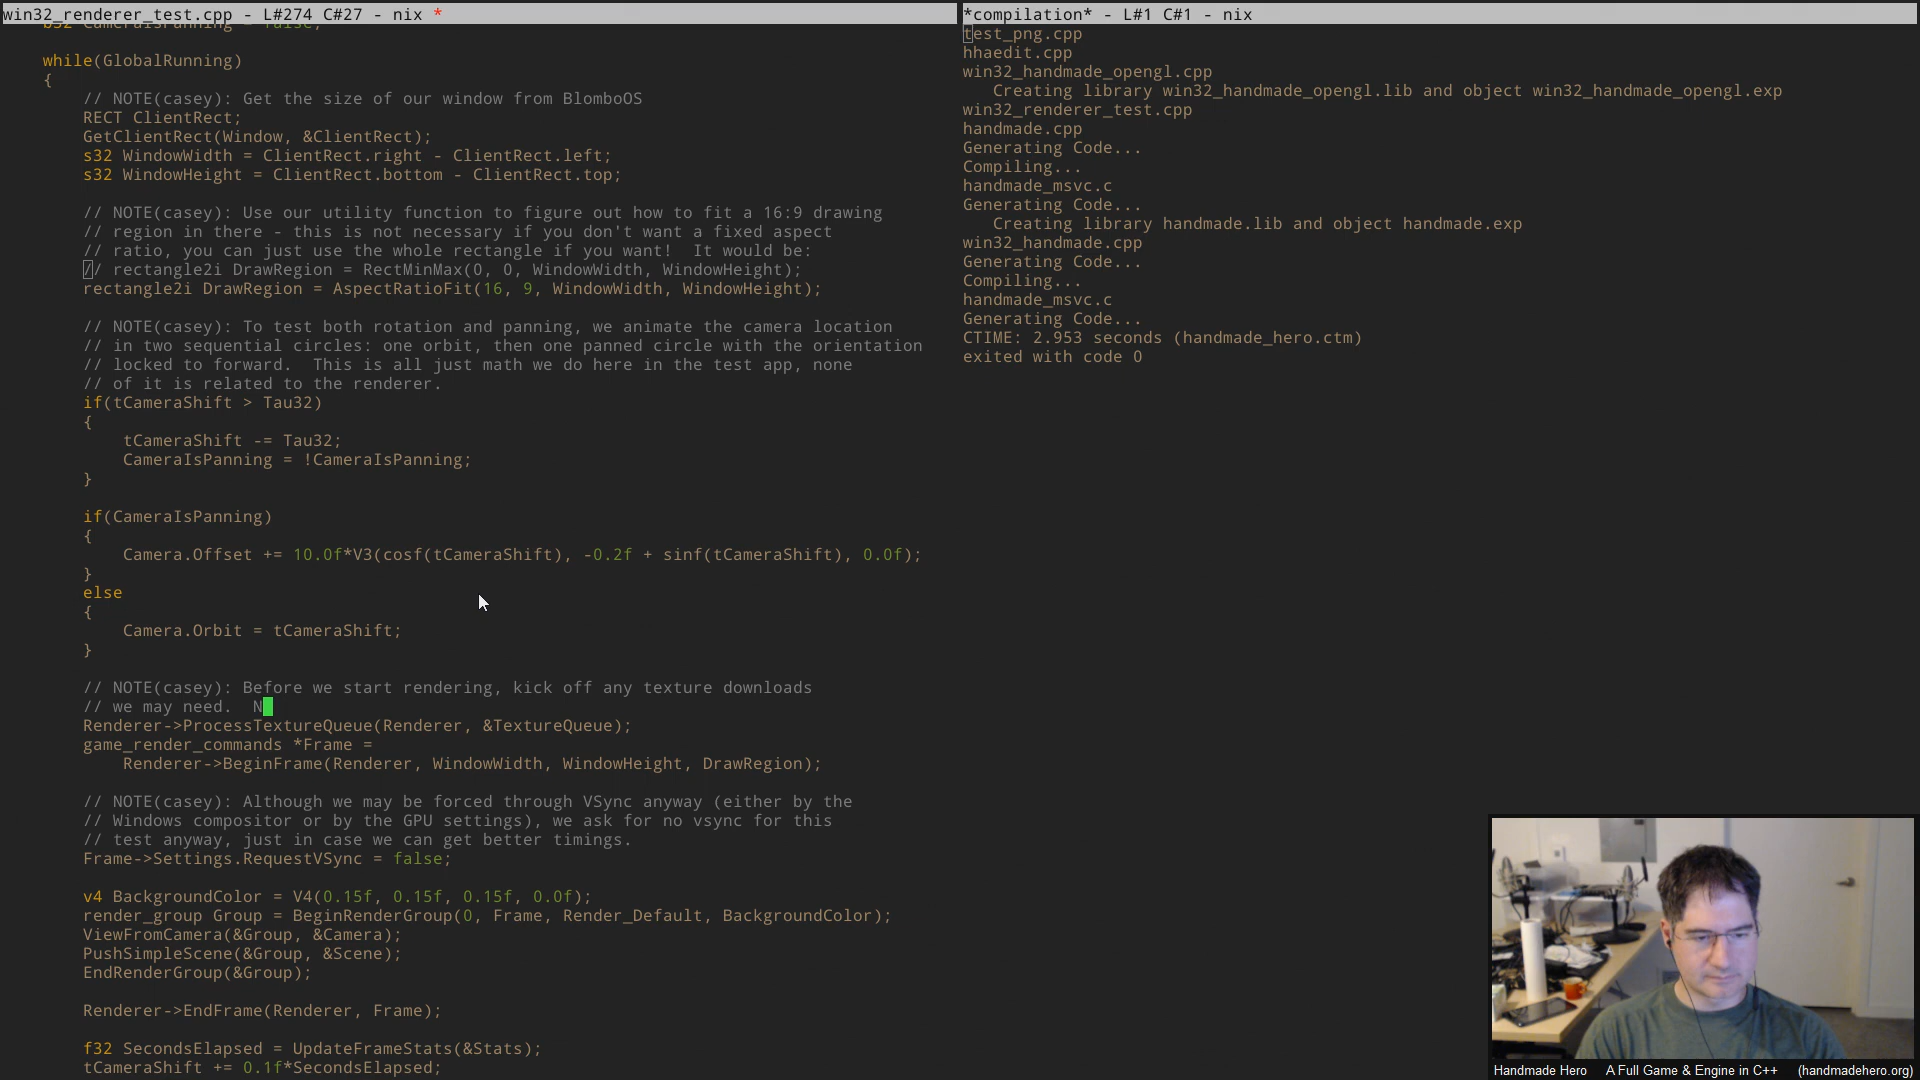 win32_renderer_test.cpp - L#274 C#27 - nix *
b32 CameraIsPanning = false;
while(GlobalRunning)
{
// NOTE(casey): Get the size of our window from BlomboOS
RECT ClientRect;
GetClientRect(Window, &ClientRect);
s32 WindowWidth = ClientRect.right - ClientRect.left;
s32 WindowHeight = ClientRect.bottom - ClientRect.top;
// NOTE(casey): Use our utility function to figure out how to fit a 16:9 drawing
// region in there - this is not necessary if you don't want a fixed aspect
// ratio, you can just use the whole rectangle if you want!  It would be:
// rectangle2i DrawRegion = RectMinMax(0, 0, WindowWidth, WindowHeight);
rectangle2i DrawRegion = AspectRatioFit(16, 9, WindowWidth, WindowHeight);
// NOTE(casey): To test both rotation and panning, we animate the camera location
// in two sequential circles: one orbit, then one panned circle with the orientation
// locked to forward.  This is all just math we do here in the test app, none
// of it is related to the renderer.
if(tCameraShift > Tau32)
{
tCameraShift -= Tau32;
CameraIsPanning = !CameraIsPanning;
}
if(CameraIsPanning)
{
Camera.Offset += 10.0f*V3(cosf(tCameraShift), -0.2f + sinf(tCameraShift), 0.0f);
}
else
{
Camera.Orbit = tCameraShift;
}
// NOTE(casey): Before we start rendering, kick off any texture downloads
// we may need.  N
Renderer->ProcessTextureQueue(Renderer, &TextureQueue);
game_render_commands *Frame =
Renderer->BeginFrame(Renderer, WindowWidth, WindowHeight, DrawRegion);
// NOTE(casey): Although we may be forced through VSync anyway (either by the
// Windows compositor or by the GPU settings), we ask for no vsync for this
// test anyway, just in case we can get better timings.
Frame->Settings.RequestVSync = false;
v4 BackgroundColor = V4(0.15f, 0.15f, 0.15f, 0.0f);
render_group Group = BeginRenderGroup(0, Frame, Render_Default, BackgroundColor);
ViewFromCamera(&Group, &Camera);
PushSimpleScene(&Group, &Scene);
EndRenderGroup(&Group);
Renderer->EndFrame(Renderer, Frame);
f32 SecondsElapsed = UpdateFrameStats(&Stats);
tCameraShift += 0.1f*SecondsElapsed;
*compilation* - L#1 C#1 - nix
test_png.cpp
hhaedit.cpp
win32_handmade_opengl.cpp
Creating library win32_handmade_opengl.lib and object win32_handmade_opengl.exp
win32_renderer_test.cpp
handmade.cpp
Generating Code...
Compiling...
handmade_msvc.c
Generating Code...
Creating library handmade.lib and object handmade.exp
win32_handmade.cpp
Generating Code...
Compiling...
handmade_msvc.c
Generating Code...
CTIME: 2.953 seconds (handmade_hero.ctm)
exited with code 0
Handmade Hero    A Full Game & Engine in C++    (handmadehero.org)